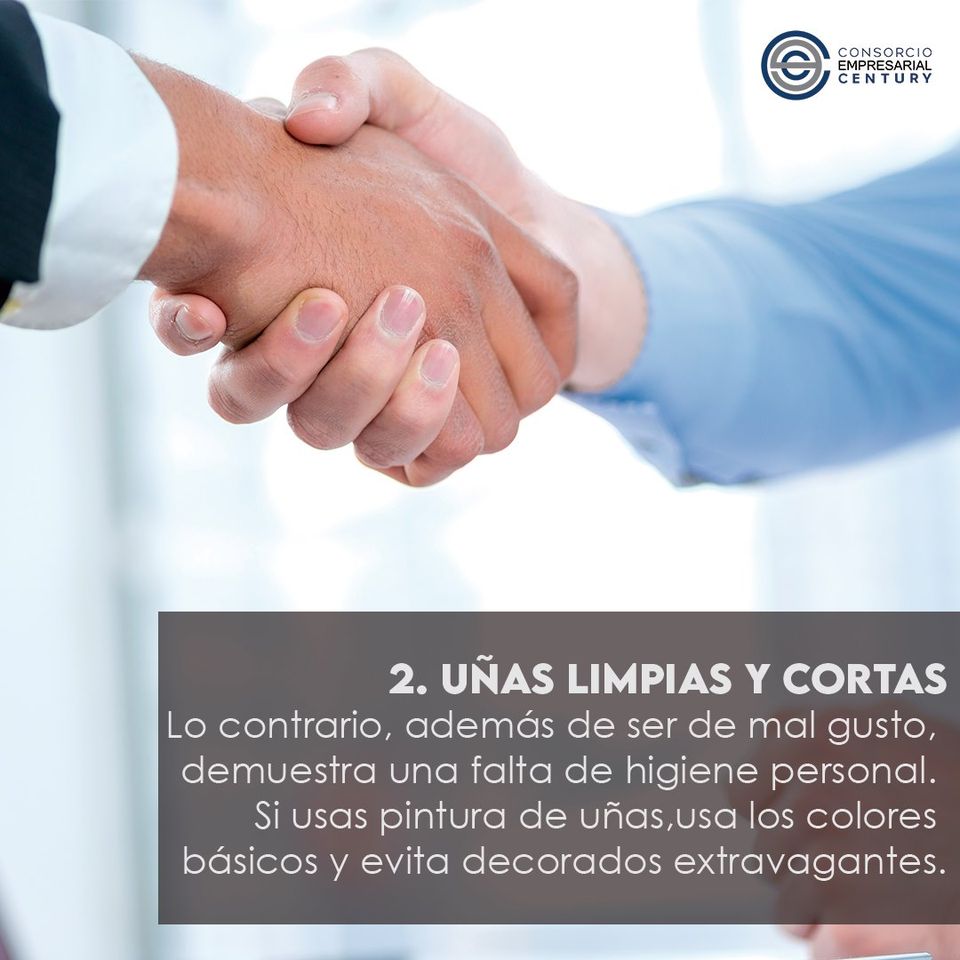 CONSORCIO
EMPRESARIAL
CENTURY
2. UÑAS LIMPIAS Y CORTAS
Lo contrario, además de ser de mal gusto,
demuestra una falta de higiene personal.
Si usas pintura de uñas,usa los colores
básicos y evita decorados extravagantes.